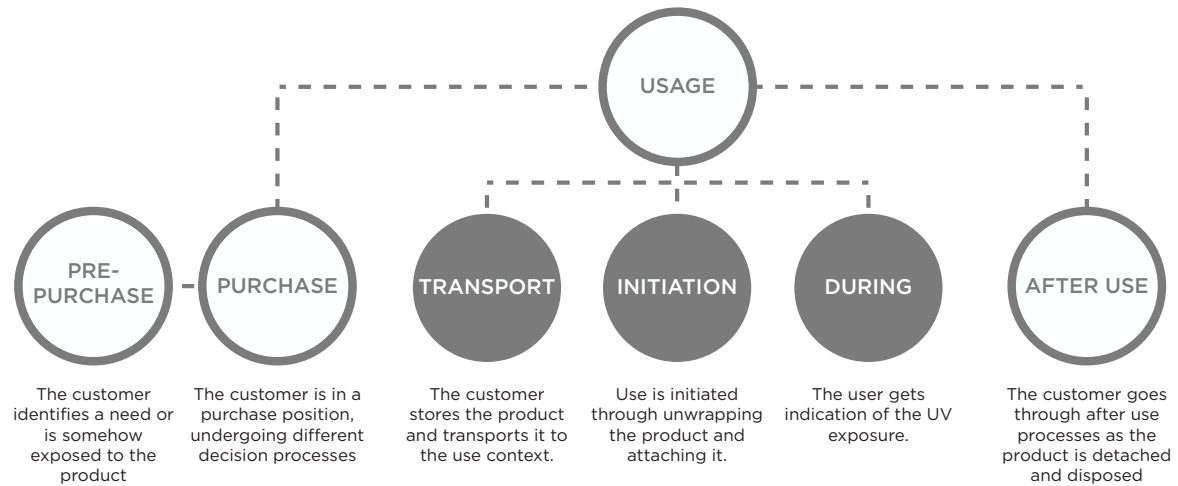 USAGE
PRE-
PURCHASE
PURCHASE
TRANSPORT
INITIATION
DURING
AFTER USE
The customer
identifies a need or
is somehow
exposed to the
product
The customer is in a
purchase position,
undergoing different
decision processes
The customer
stores the product
and transports it to
the use context.
Use is initiated
through unwrapping
the product and
attaching it.
The user gets
indication of the UV
exposure.
The customer goes
through after use
processes as the
product is detached
and disposed